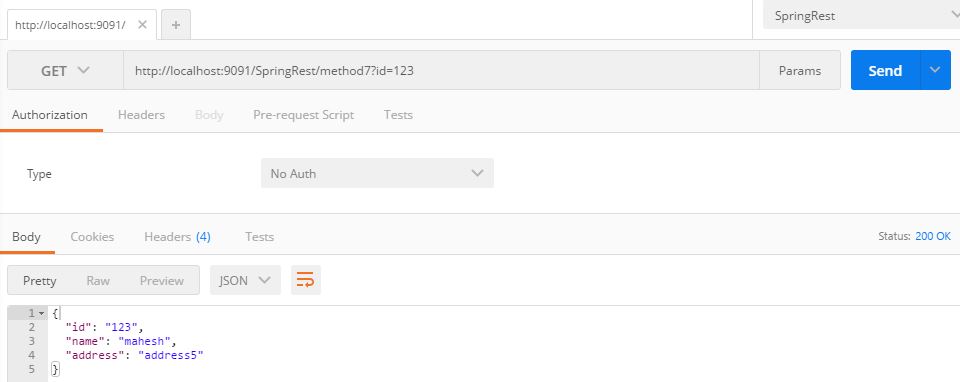 http://localhost:9091/ × + SpringRest
GET http://localhost:9091/SpringRest/method7?id=123 Params Send
Authorization Headers Body Pre-request Script Tests
Type No Auth
Body Cookies Headers (4) Tests Status: 200 OK
Pretty Raw Preview JSON
1 {
2 "id": "123",
3 "name": "mahesh",
4 "address": "address5"
5 }